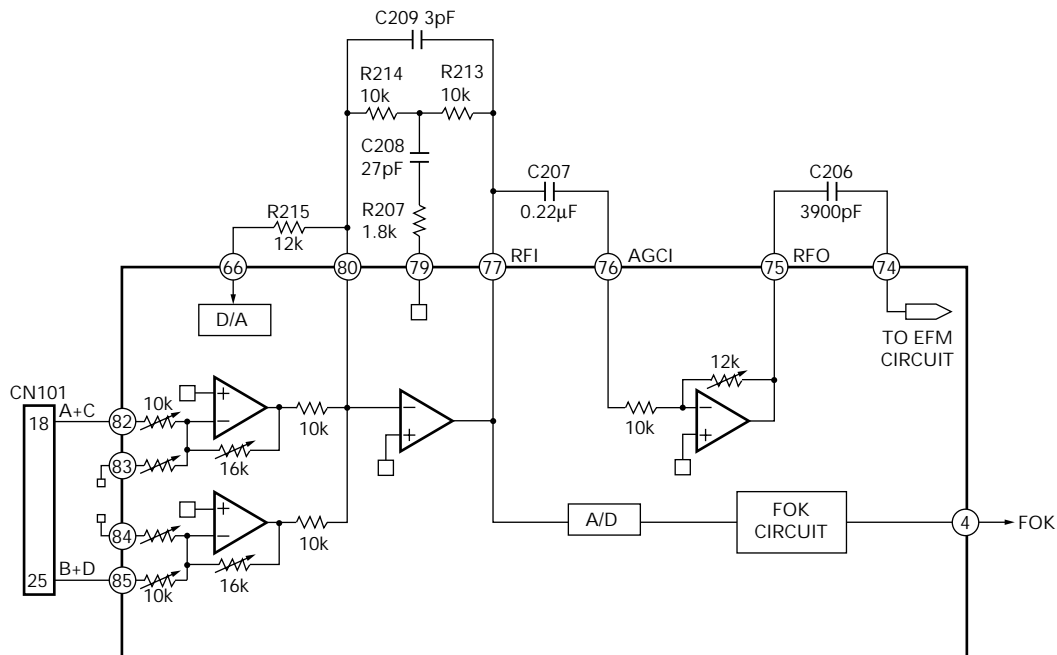 C209 3pF
R214
10k
R213
10k
C208
27pF
R207
1.8k
R215
12k
C207
0.22µF
C206
3900pF
66
80
79
77
RFI
76
AGCI
75
RFO
74
D/A
TO EFM
CIRCUIT
CN101
18
A+C
82
10k
+
−
83
16k
10k
−
+
12k
10k
−
+
84
+
−
10k
25
B+D
85
10k
16k
A/D
FOK
CIRCUIT
4
FOK